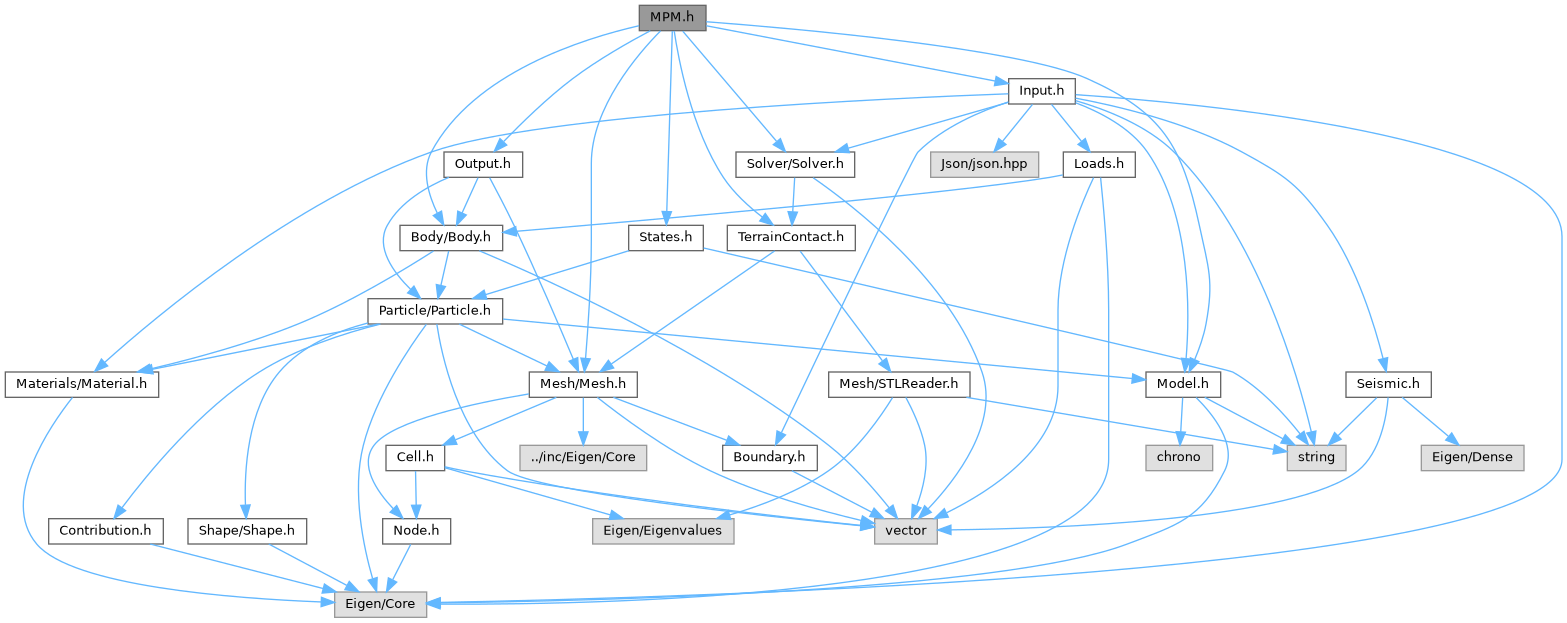 MPM.h
Input.h
Output.h
Solver/Solver.h
Json/json.hpp
Loads.h
Body/Body.h
States.h
TerrainContact.h
Particle/Particle.h
Materials/Material.h
Mesh/Mesh.h
Mesh/STLReader.h
Model.h
Seismic.h
Cell.h
../inc/Eigen/Core
Boundary.h
chrono
string
Eigen/Dense
Contribution.h
Shape/Shape.h
Node.h
Eigen/Eigenvalues
vector
Eigen/Core